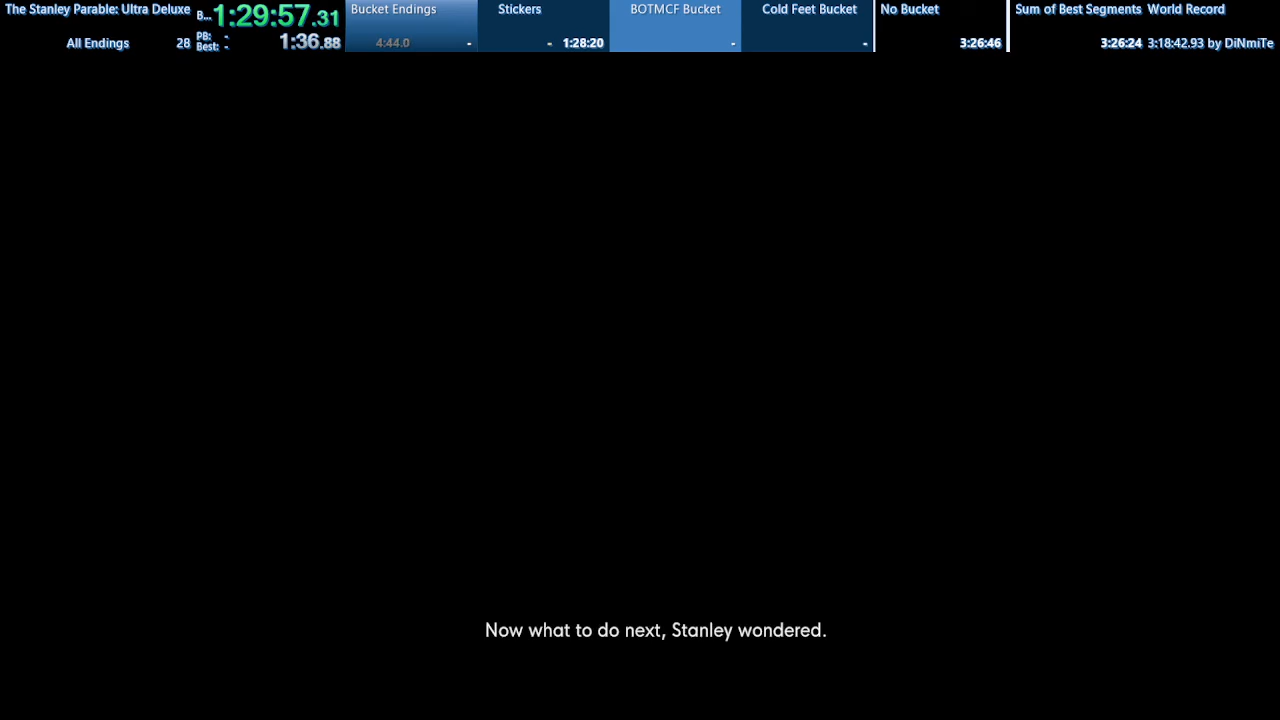 The Stanley Parable: Ultra Deluxe
All Endings 28
B... 1:29:57.31
PB: -
Best: -
1:36.88
Bucket Endings
4:44.0 -
Stickers
- 1:28:20
BOTMCF Bucket
-
Cold Feet Bucket
-
No Bucket
3:26:46
Sum of Best Segments
3:26:24
World Record
3:18:42.93 by DiNmiTe
Now what to do next, Stanley wondered.